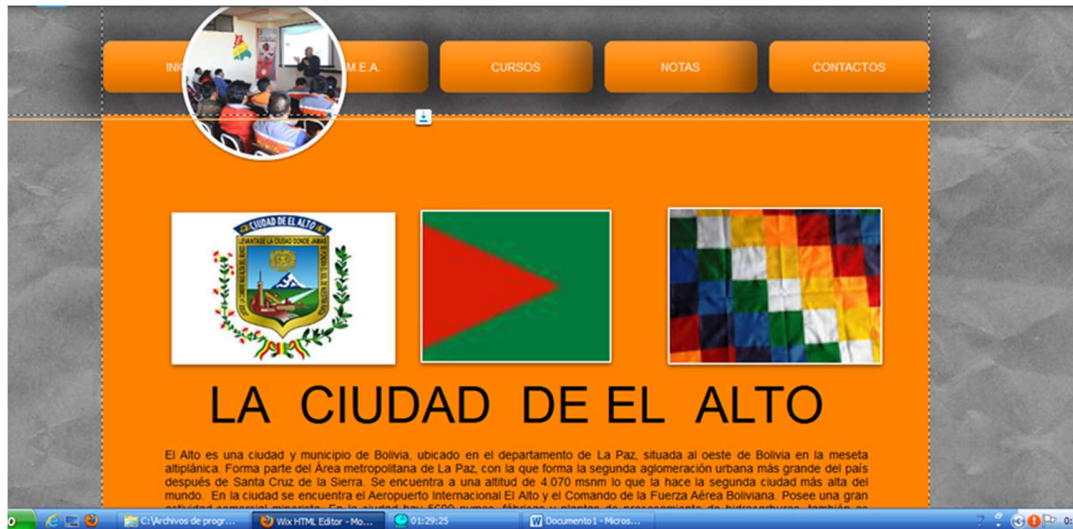 M.E.A.
CURSOS
NOTAS
CONTACTOS
CIUDAD DE EL ALTO
LEVANTASE LA CIUDAD DONDE JAMAS
LA CIUDAD DE EL ALTO
El Alto es una ciudad y municipio de Bolivia, ubicado en el departamento de La Paz, situada al oeste de Bolivia en la meseta
altiplánica. Forma parte del Área metropolitana de La Paz, con la que forma la segunda aglomeración urbana más grande del país
después de Santa Cruz de la Sierra. Se encuentra a una altitud de 4.070 msnm lo que la hace la segunda ciudad más alta del
mundo. En la ciudad se encuentra el Aeropuerto Internacional El Alto y el Comando de la Fuerza Aérea Boliviana. Posee una gran
C:\Archivos de progr...
Wix HTML Editor - Mo...
01:29:25
Documento1 - Micros...